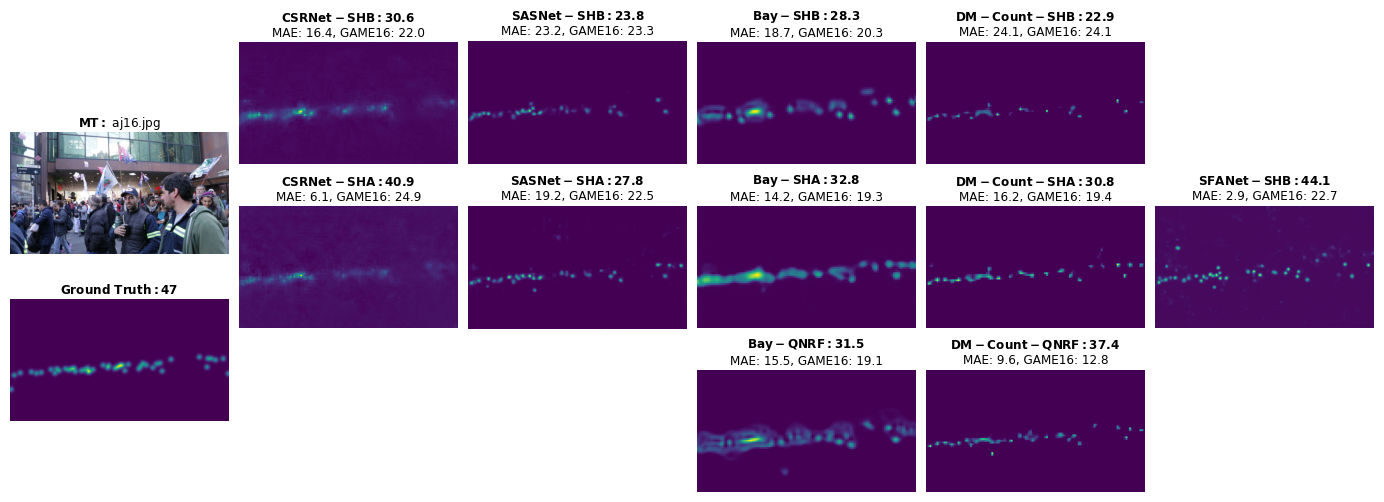 MT: aj16.jpg
Ground Truth: 47
CSRNet − SHB: 30.6
MAE: 16.4, GAME16: 22.0
SASNet − SHB: 23.8
MAE: 23.2, GAME16: 23.3
Bay − SHB: 28.3
MAE: 18.7, GAME16: 20.3
DM − Count − SHB: 22.9
MAE: 24.1, GAME16: 24.1
CSRNet − SHA: 40.9
MAE: 6.1, GAME16: 24.9
SASNet − SHA: 27.8
MAE: 19.2, GAME16: 22.5
Bay − SHA: 32.8
MAE: 14.2, GAME16: 19.3
DM − Count − SHA: 30.8
MAE: 16.2, GAME16: 19.4
SFANet − SHB: 44.1
MAE: 2.9, GAME16: 22.7
Bay − QNRF: 31.5
MAE: 15.5, GAME16: 19.1
DM − Count − QNRF: 37.4
MAE: 9.6, GAME16: 12.8